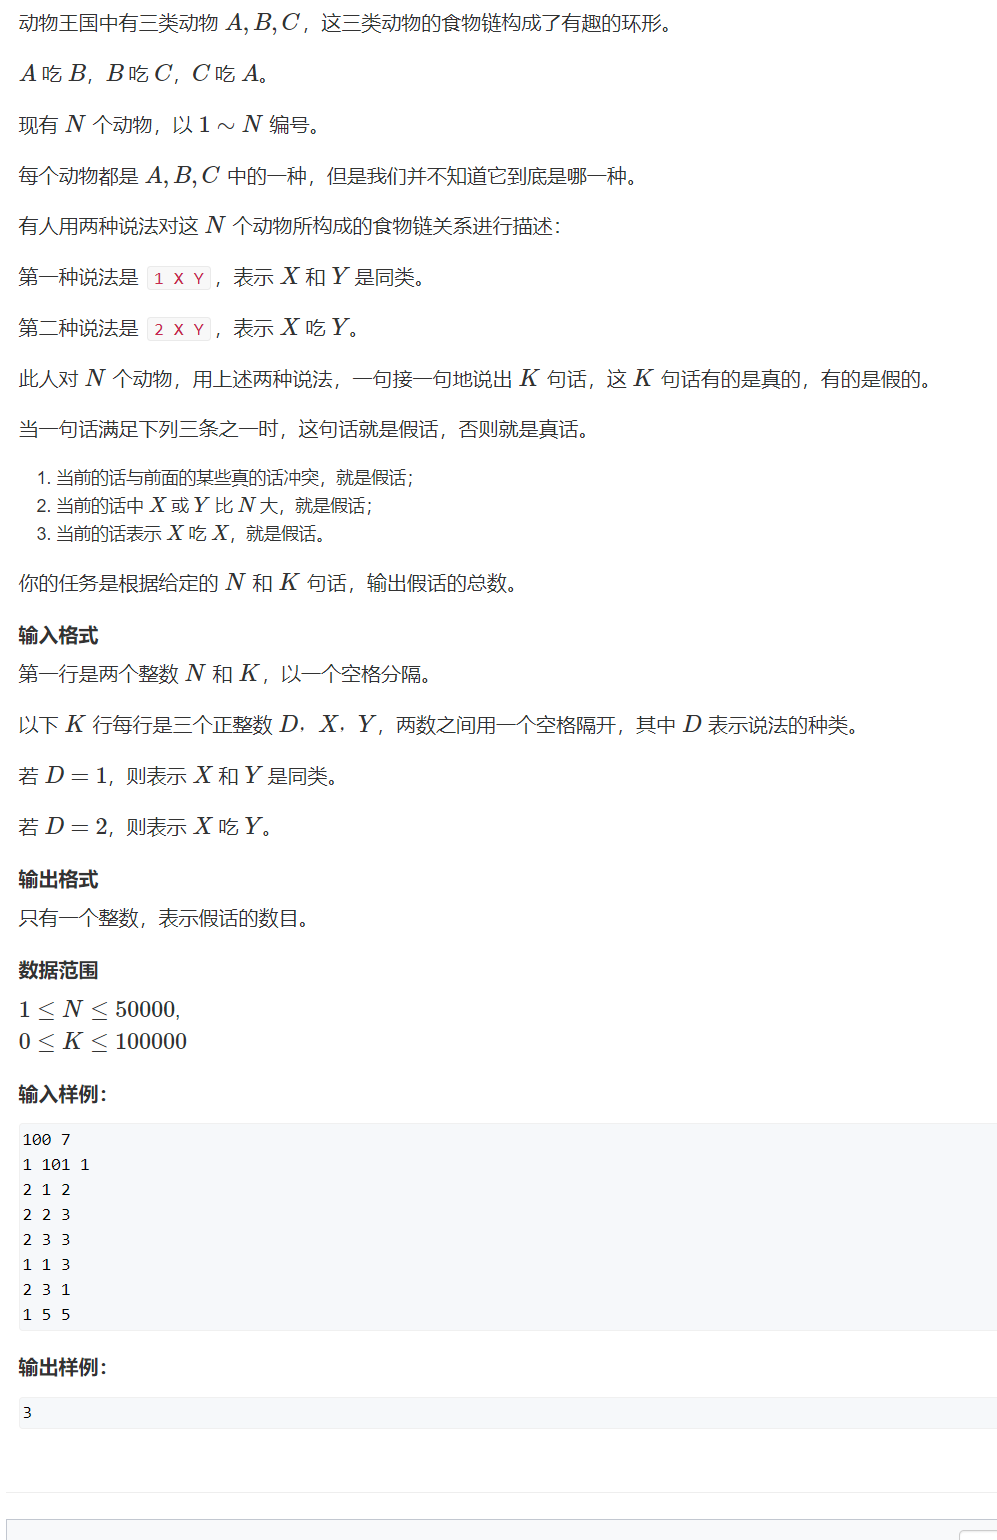 动物王国中有三类动物 A, B, C，这三类动物的食物链构成了有趣的环形。
A 吃 B，B 吃 C，C 吃 A。
现有 N 个动物，以 1 ∼ N 编号。
每个动物都是 A, B, C 中的一种，但是我们并不知道它到底是哪一种。
有人用两种说法对这 N 个动物所构成的食物链关系进行描述：
第一种说法是 1 X Y，表示 X 和 Y 是同类。
第二种说法是 2 X Y，表示 X 吃 Y。
此人对 N 个动物，用上述两种说法，一句接一句地说出 K 句话，这 K 句话有的是真的，有的是假的。
当一句话满足下列三条之一时，这句话就是假话，否则就是真话。
1. 当前的话与前面的某些真的话冲突，就是假话；
2. 当前的话中 X 或 Y 比 N 大，就是假话；
3. 当前的话表示 X 吃 X，就是假话。
你的任务是根据给定的 N 和 K 句话，输出假话的总数。
输入格式
第一行是两个整数 N 和 K，以一个空格分隔。
以下 K 行每行是三个正整数 D，X，Y，两数之间用一个空格隔开，其中 D 表示说法的种类。
若 D = 1，则表示 X 和 Y 是同类。
若 D = 2，则表示 X 吃 Y。
输出格式
只有一个整数，表示假话的数目。
数据范围
1 ≤ N ≤ 50000,
0 ≤ K ≤ 100000
输入样例：
100 7
1 101 1
2 1 2
2 2 3
2 3 3
1 1 3
2 3 1
1 5 5
输出样例：
3